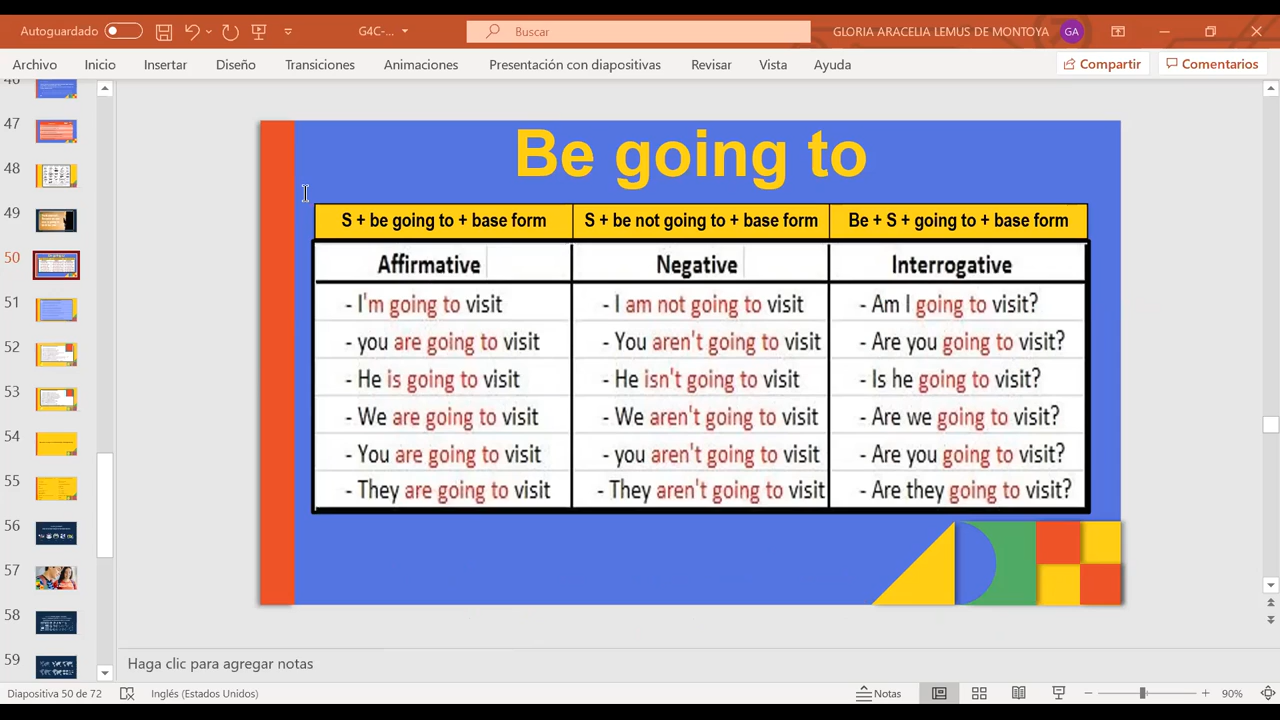 Autoguardado G4C- Buscar GLORIA ARACELIA LEMUS DE MONTOYA GA
Archivo Inicio Insertar Diseño Transiciones Animaciones Presentación con diapositivas Revisar Vista Ayuda Compartir Comentarios
46
47
48
49
50
51
52
53
54
55
56
57
58
59
Be going to
S + be going to + base form S + be not going to + base form Be + S + going to + base form
Affirmative Negative Interrogative
- I'm going to visit - I am not going to visit - Am I going to visit?
- you are going to visit - You aren't going to visit - Are you going to visit?
- He is going to visit - He isn't going to visit - Is he going to visit?
- We are going to visit - We aren't going to visit - Are we going to visit?
- You are going to visit - you aren't going to visit - Are you going to visit?
- They are going to visit - They aren't going to visit - Are they going to visit?
Haga clic para agregar notas
Diapositiva 50 de 72 Inglés (Estados Unidos) Notas 90%